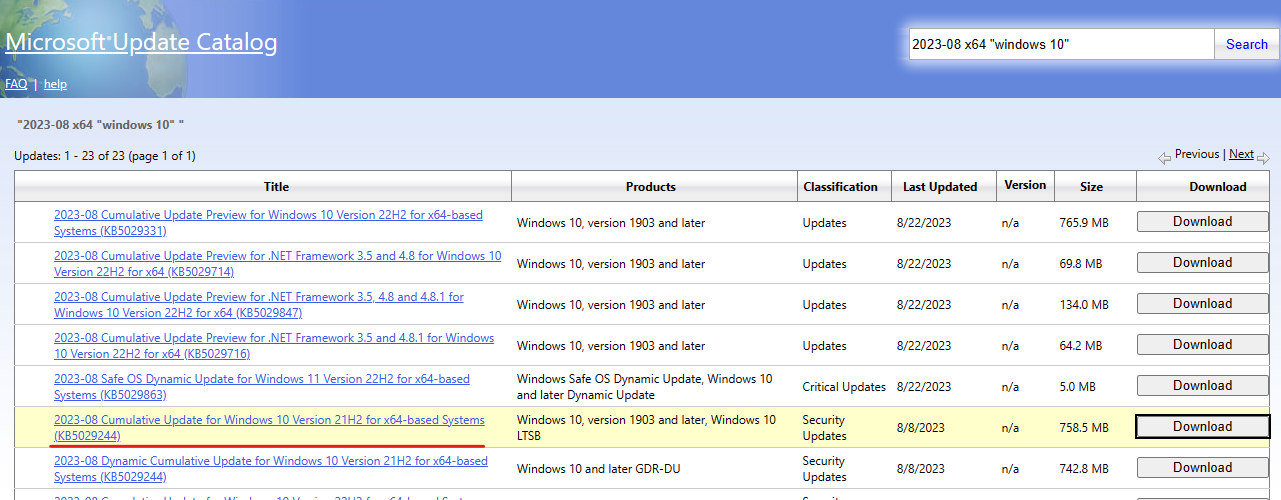 Microsoft® Update Catalog
2023-08 x64 "windows 10"
Search
FAQ | help
"2023-08 x64 "windows 10" "
Updates: 1 - 23 of 23 (page 1 of 1)
Previous | Next
Title Products Classification Last Updated Version Size Download
2023-08 Cumulative Update Preview for Windows 10 Version 22H2 for x64-based
Systems (KB5029331)
Windows 10, version 1903 and later
Updates
8/22/2023
n/a
765.9 MB
Download
2023-08 Cumulative Update Preview for .NET Framework 3.5 and 4.8 for Windows 10
Version 22H2 for x64 (KB5029714)
Windows 10, version 1903 and later
Updates
8/22/2023
n/a
69.8 MB
Download
2023-08 Cumulative Update Preview for .NET Framework 3.5, 4.8 and 4.8.1 for
Windows 10 Version 22H2 for x64 (KB5029847)
Windows 10, version 1903 and later
Updates
8/22/2023
n/a
134.0 MB
Download
2023-08 Cumulative Update Preview for .NET Framework 3.5 and 4.8.1 for Windows
10 Version 22H2 for x64 (KB5029716)
Windows 10, version 1903 and later
Updates
8/22/2023
n/a
64.2 MB
Download
2023-08 Safe OS Dynamic Update for Windows 11 Version 22H2 for x64-based
Systems (KB5029863)
Windows Safe OS Dynamic Update, Windows 10
and later Dynamic Update
Critical Updates
8/22/2023
n/a
5.0 MB
Download
2023-08 Cumulative Update for Windows 10 Version 21H2 for x64-based Systems
(KB5029244)
Windows 10, version 1903 and later, Windows 10
LTSB
Security
Updates
8/8/2023
n/a
758.5 MB
Download
2023-08 Dynamic Cumulative Update for Windows 10 Version 21H2 for x64-based
Systems (KB5029244)
Windows 10 and later GDR-DU
Security
Updates
8/8/2023
n/a
742.8 MB
Download